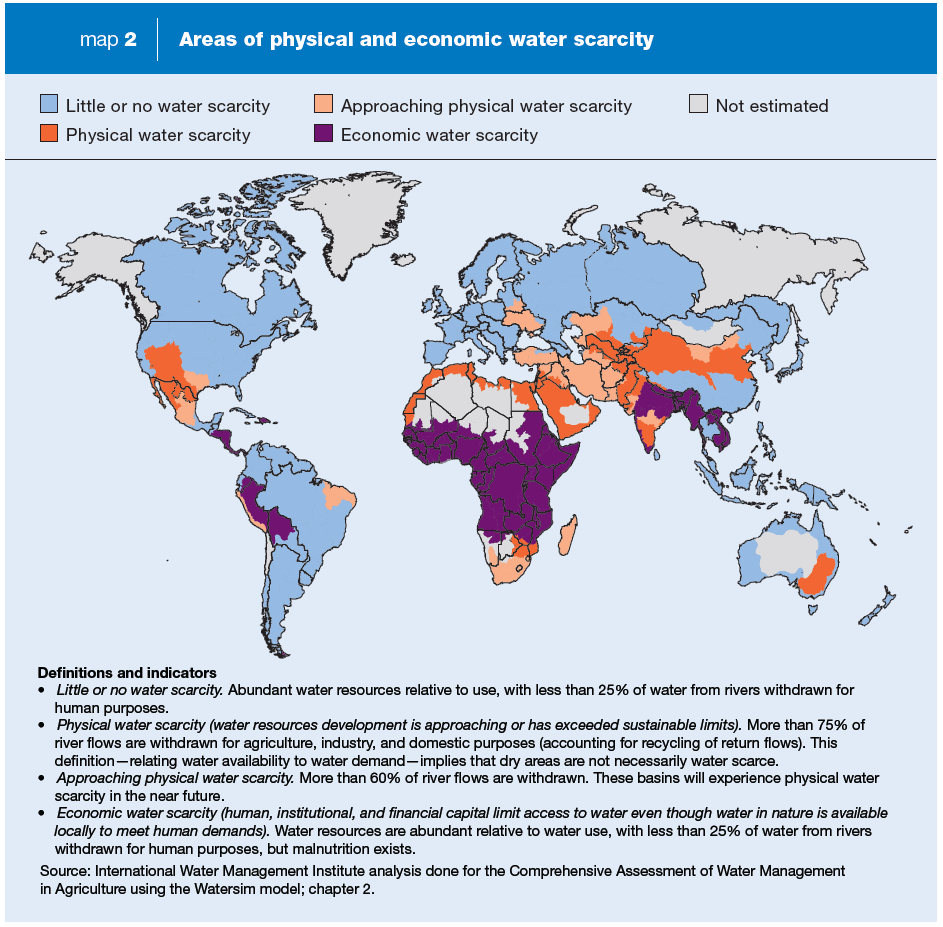 map 2 Areas of physical and economic water scarcity
Little or no water scarcity Approaching physical water scarcity Not estimated
Physical water scarcity Economic water scarcity
Definitions and indicators
• Little or no water scarcity. Abundant water resources relative to use, with less than 25% of water from rivers withdrawn for
human purposes.
• Physical water scarcity (water resources development is approaching or has exceeded sustainable limits). More than 75% of
river flows are withdrawn for agriculture, industry, and domestic purposes (accounting for recycling of return flows). This
definition—relating water availability to water demand—implies that dry areas are not necessarily water scarce.
• Approaching physical water scarcity. More than 60% of river flows are withdrawn. These basins will experience physical water
scarcity in the near future.
• Economic water scarcity (human, institutional, and financial capital limit access to water even though water in nature is available
locally to meet human demands). Water resources are abundant relative to water use, with less than 25% of water from rivers
withdrawn for human purposes, but malnutrition exists.
Source: International Water Management Institute analysis done for the Comprehensive Assessment of Water Management
in Agriculture using the Watersim model; chapter 2.